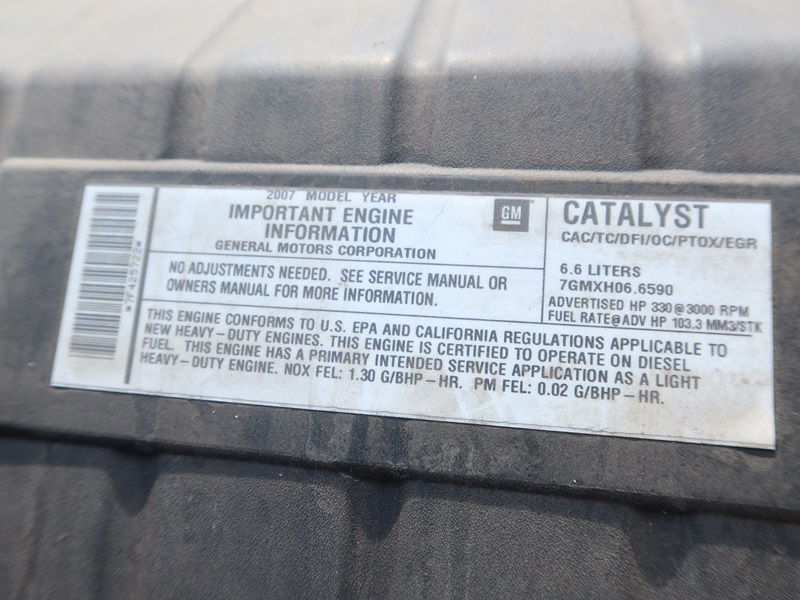 *7F425722*
2007 MODEL YEAR
IMPORTANT ENGINE
INFORMATION
GENERAL MOTORS CORPORATION
GM
NO ADJUSTMENTS NEEDED. SEE SERVICE MANUAL OR
OWNERS MANUAL FOR MORE INFORMATION.
CATALYST
CAC/TC/DFI/OC/PTOX/EGR
6.6 LITERS
7GMXH06.6590
ADVERTISED HP 330@3000 RPM
FUEL RATE@ADV HP 103.3 MM3/STK
THIS ENGINE CONFORMS TO U.S. EPA AND CALIFORNIA REGULATIONS APPLICABLE TO
NEW HEAVY-DUTY ENGINES. THIS ENGINE IS CERTIFIED TO OPERATE ON DIESEL
FUEL. THIS ENGINE HAS A PRIMARY INTENDED SERVICE APPLICATION AS A LIGHT
HEAVY-DUTY ENGINE. NOX FEL: 1.30 G/BHP-HR. PM FEL: 0.02 G/BHP-HR.